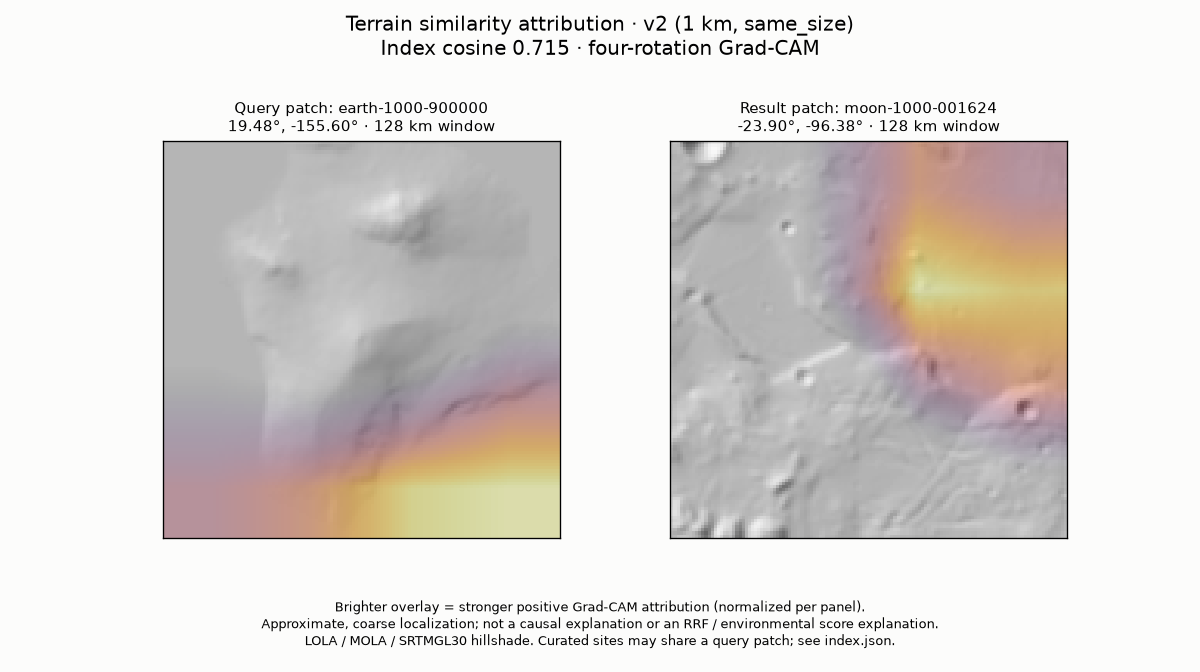 Terrain similarity attribution · v2 (1 km, same_size)
Index cosine 0.715 · four-rotation Grad-CAM
Query patch: earth-1000-900000
19.48°, -155.60° · 128 km window
Result patch: moon-1000-001624
-23.90°, -96.38° · 128 km window
Brighter overlay = stronger positive Grad-CAM attribution (normalized per panel).
Approximate, coarse localization; not a causal explanation or an RRF / environmental score explanation.
LOLA / MOLA / SRTMGL30 hillshade. Curated sites may share a query patch; see index.json.